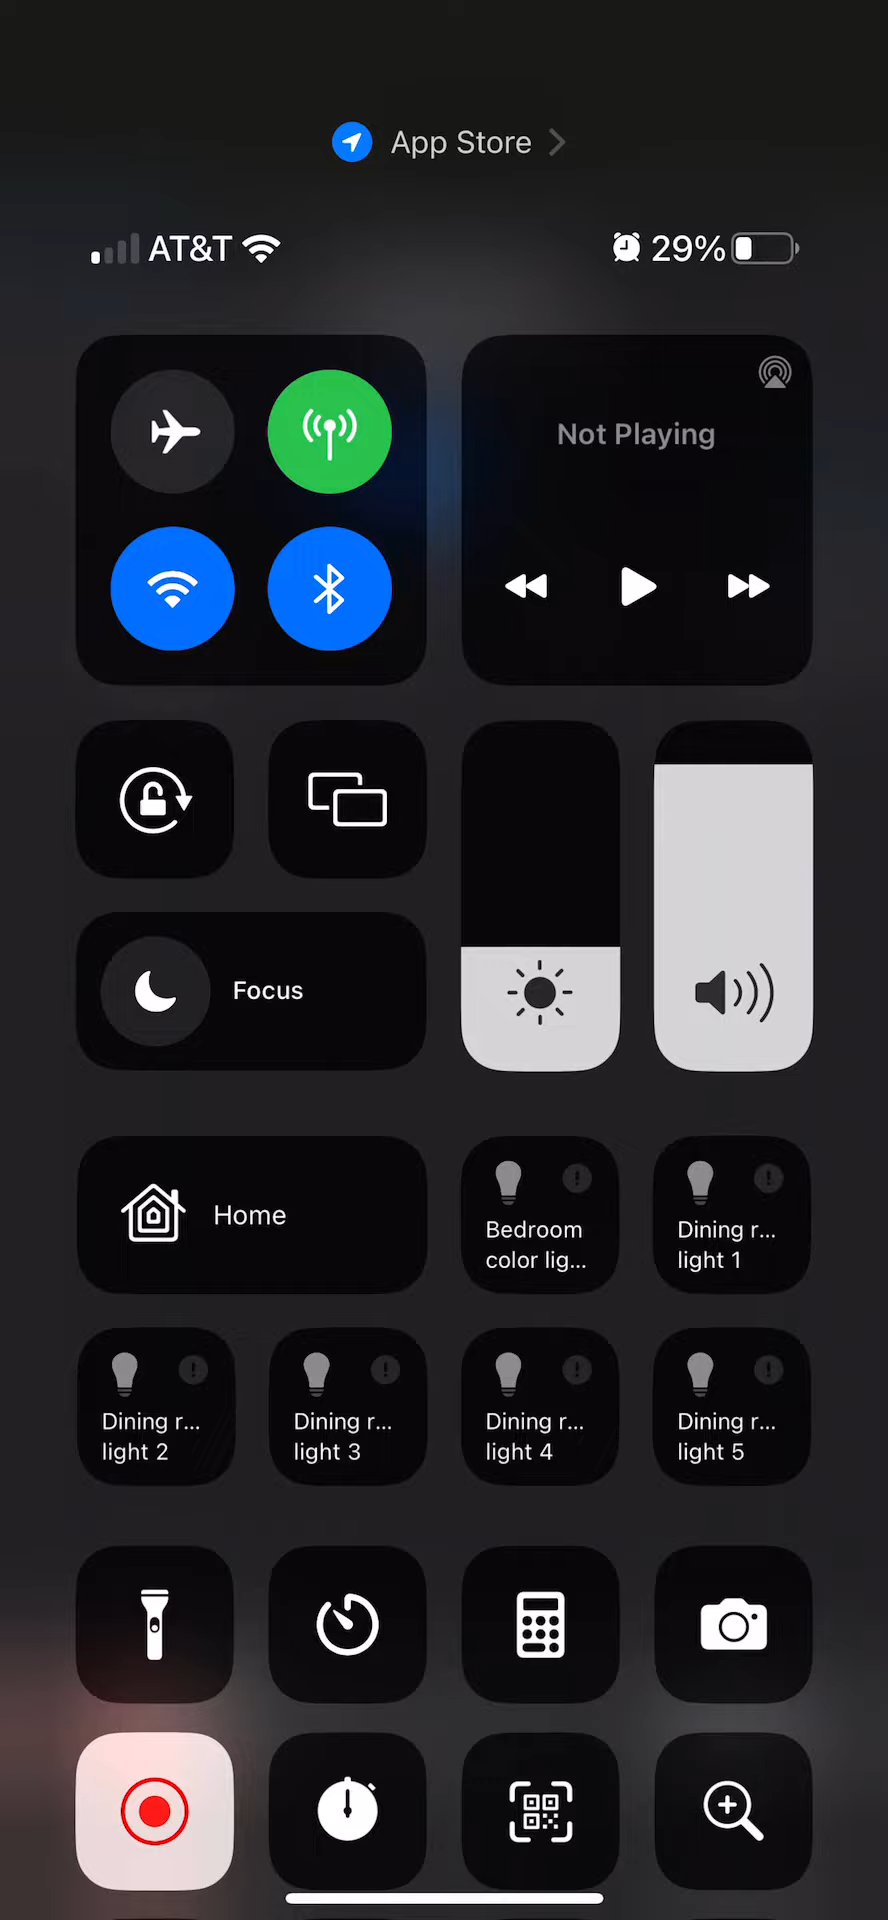 App Store
AT&T
29%
Not Playing
Focus
Home
Bedroom
color lig...
Dining r...
light 1
Dining r...
light 2
Dining r...
light 3
Dining r...
light 4
Dining r...
light 5